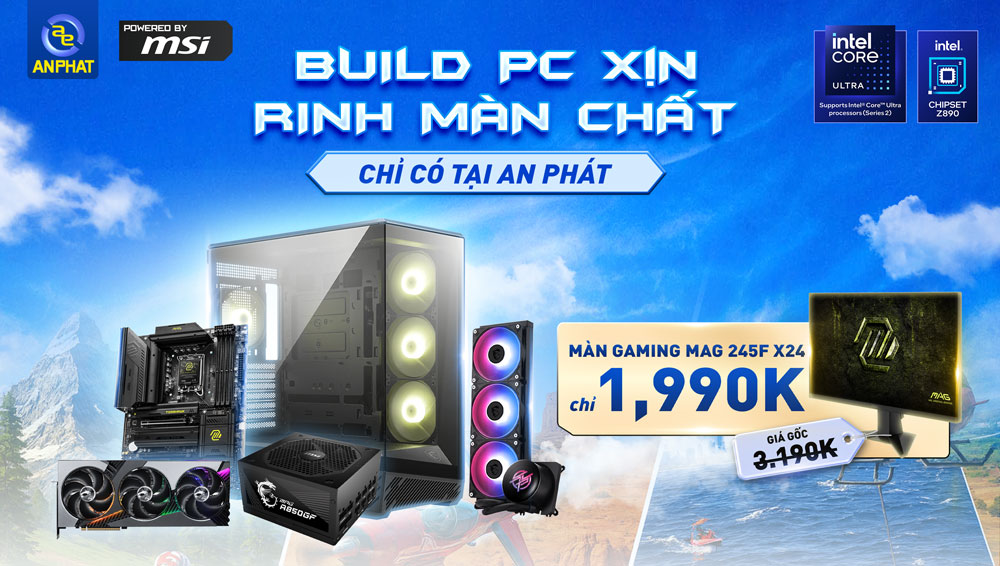 ANPHAT
POWERED BY
msi
intel
CORE
ULTRA
Supports Intel® Core™ Ultra
processors (Series 2)
intel.
CHIPSET
Z890
BUILD PC XỊN
RINH MÀN CHẤT
CHỈ CÓ TẠI AN PHÁT
MÀN GAMING MAG 245F X24
chỉ 1,990K
GIÁ GỐC
3.190K
MAG
A850GF